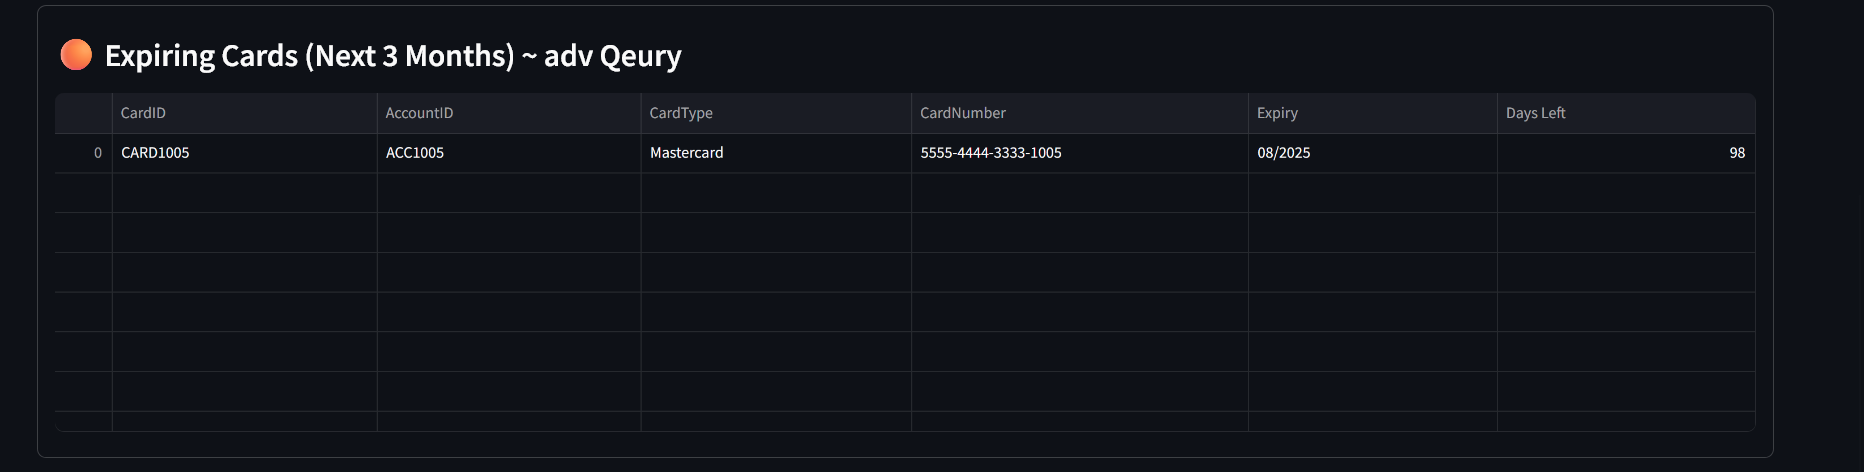 Expiring Cards (Next 3 Months) ~ adv Qeury
CardID AccountID CardType CardNumber Expiry Days Left
0 CARD1005 ACC1005 Mastercard 5555-4444-3333-1005 08/2025 98